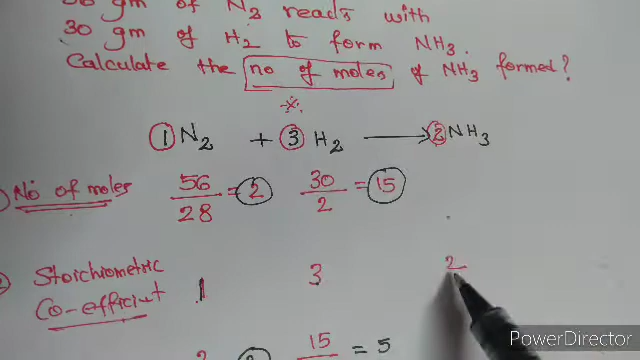 gm of N2 reacts with
30 gm of H2 to form NH3.
Calculate the no of moles of NH3 formed?
※
1 N2 + 3 H2 → 2 NH3
No of moles 56/28 = 2 30/2 = 15
Stoichiometric
Co-efficient 1 3 2
2 15 = 5
PowerDirector